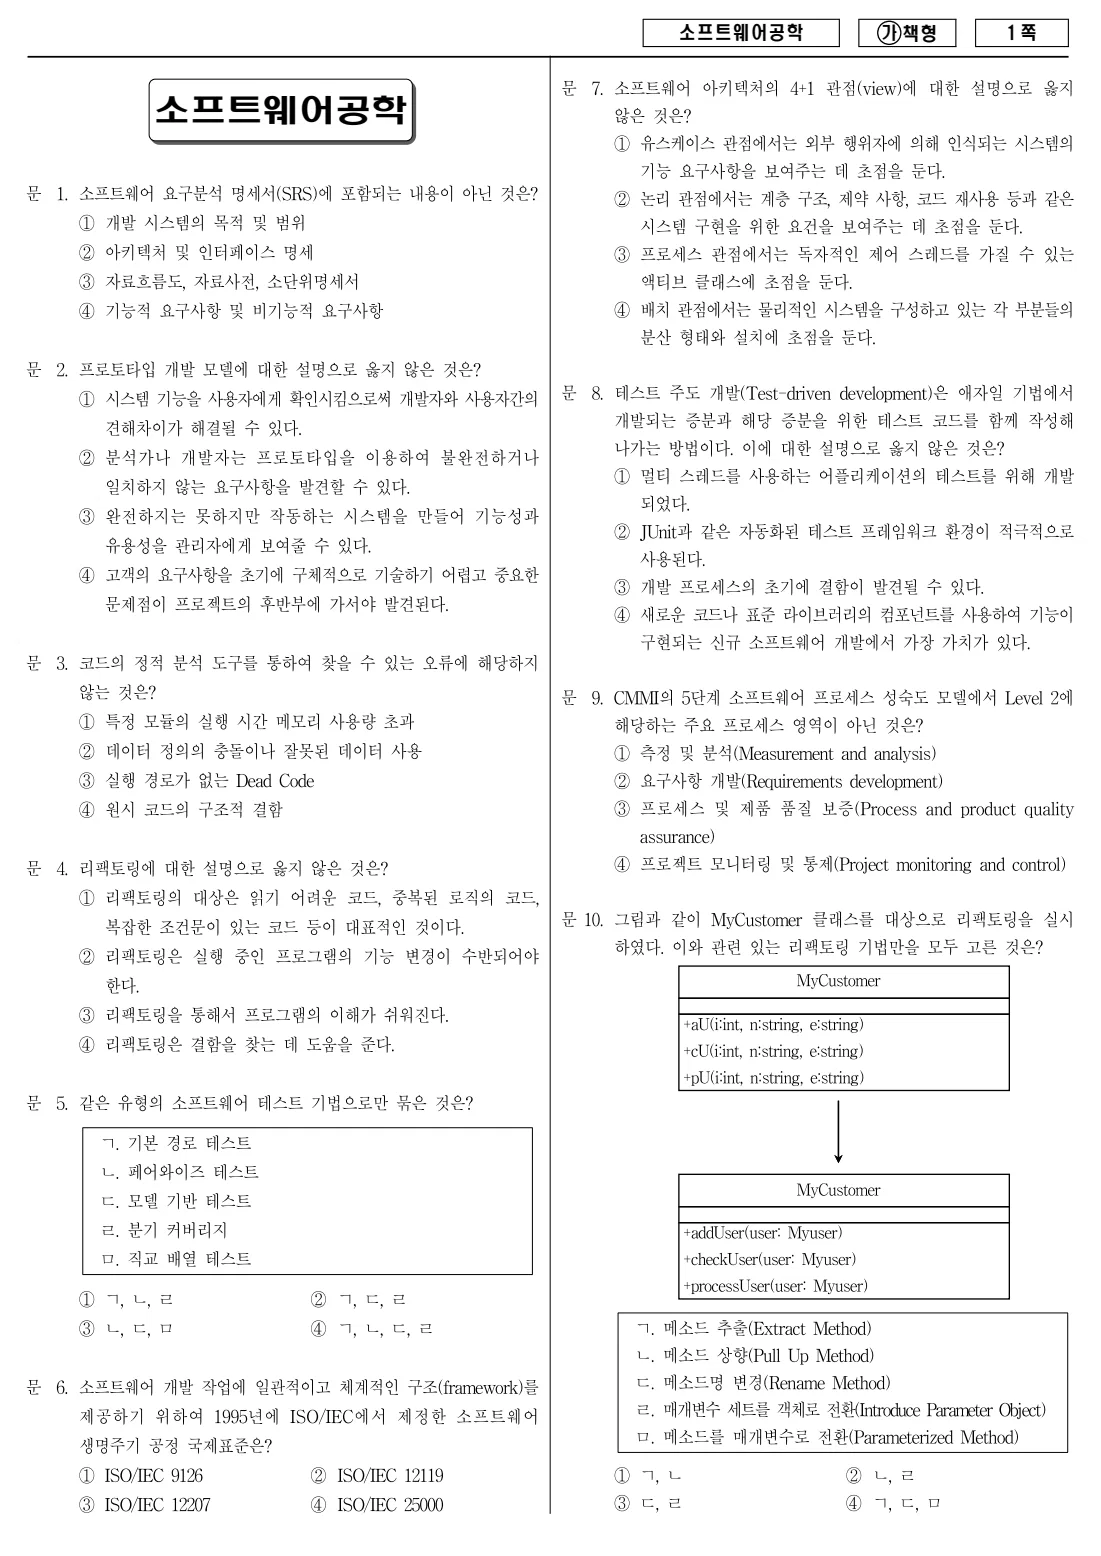 소프트웨어공학
㉮책형
1쪽
소프트웨어공학
문 1. 소프트웨어 요구분석 명세서(SRS)에 포함되는 내용이 아닌 것은?
① 개발 시스템의 목적 및 범위
② 아키텍처 및 인터페이스 명세
③ 자료흐름도, 자료사전, 소단위명세서
④ 기능적 요구사항 및 비기능적 요구사항
문 2. 프로토타입 개발 모델에 대한 설명으로 옳지 않은 것은?
① 시스템 기능을 사용자에게 확인시킴으로써 개발자와 사용자간의
견해차이가 해결될 수 있다.
② 분석가나 개발자는 프로토타입을 이용하여 불완전하거나
일치하지 않는 요구사항을 발견할 수 있다.
③ 완전하지는 못하지만 작동하는 시스템을 만들어 기능성과
유용성을 관리자에게 보여줄 수 있다.
④ 고객의 요구사항을 초기에 구체적으로 기술하기 어렵고 중요한
문제점이 프로젝트의 후반부에 가서야 발견된다.
문 3. 코드의 정적 분석 도구를 통하여 찾을 수 있는 오류에 해당하지
않는 것은?
① 특정 모듈의 실행 시간 메모리 사용량 초과
② 데이터 정의의 충돌이나 잘못된 데이터 사용
③ 실행 경로가 없는 Dead Code
④ 원시 코드의 구조적 결함
문 4. 리팩토링에 대한 설명으로 옳지 않은 것은?
① 리팩토링의 대상은 읽기 어려운 코드, 중복된 로직의 코드,
복잡한 조건문이 있는 코드 등이 대표적인 것이다.
② 리팩토링은 실행 중인 프로그램의 기능 변경이 수반되어야
한다.
③ 리팩토링을 통해서 프로그램의 이해가 쉬워진다.
④ 리팩토링은 결함을 찾는 데 도움을 준다.
문 5. 같은 유형의 소프트웨어 테스트 기법으로만 묶은 것은?
ㄱ. 기본 경로 테스트
ㄴ. 페어와이즈 테스트
ㄷ. 모델 기반 테스트
ㄹ. 분기 커버리지
ㅁ. 직교 배열 테스트
① ㄱ, ㄴ, ㄹ ② ㄱ, ㄷ, ㄹ
③ ㄴ, ㄷ, ㅁ ④ ㄱ, ㄴ, ㄷ, ㄹ
문 6. 소프트웨어 개발 작업에 일관적이고 체계적인 구조(framework)를
제공하기 위하여 1995년에 ISO/IEC에서 제정한 소프트웨어
생명주기 공정 국제표준은?
① ISO/IEC 9126 ② ISO/IEC 12119
③ ISO/IEC 12207 ④ ISO/IEC 25000
문 7. 소프트웨어 아키텍처의 4+1 관점(view)에 대한 설명으로 옳지
않은 것은?
① 유스케이스 관점에서는 외부 행위자에 의해 인식되는 시스템의
기능 요구사항을 보여주는 데 초점을 둔다.
② 논리 관점에서는 계층 구조, 제약 사항, 코드 재사용 등과 같은
시스템 구현을 위한 요건을 보여주는 데 초점을 둔다.
③ 프로세스 관점에서는 독자적인 제어 스레드를 가질 수 있는
액티브 클래스에 초점을 둔다.
④ 배치 관점에서는 물리적인 시스템을 구성하고 있는 각 부분들의
분산 형태와 설치에 초점을 둔다.
문 8. 테스트 주도 개발(Test-driven development)은 애자일 기법에서
개발되는 증분과 해당 증분을 위한 테스트 코드를 함께 작성해
나가는 방법이다. 이에 대한 설명으로 옳지 않은 것은?
① 멀티 스레드를 사용하는 어플리케이션의 테스트를 위해 개발
되었다.
② JUnit과 같은 자동화된 테스트 프레임워크 환경이 적극적으로
사용된다.
③ 개발 프로세스의 초기에 결함이 발견될 수 있다.
④ 새로운 코드나 표준 라이브러리의 컴포넌트를 사용하여 기능이
구현되는 신규 소프트웨어 개발에서 가장 가치가 있다.
문 9. CMMI의 5단계 소프트웨어 프로세스 성숙도 모델에서 Level 2에
해당하는 주요 프로세스 영역이 아닌 것은?
① 측정 및 분석(Measurement and analysis)
② 요구사항 개발(Requirements development)
③ 프로세스 및 제품 품질 보증(Process and product quality
assurance)
④ 프로젝트 모니터링 및 통제(Project monitoring and control)
문 10. 그림과 같이 MyCustomer 클래스를 대상으로 리팩토링을 실시
하였다. 이와 관련 있는 리팩토링 기법만을 모두 고른 것은?
MyCustomer
+aU(i:int, n:string, e:string)
+cU(i:int, n:string, e:string)
+pU(i:int, n:string, e:string)
MyCustomer
+addUser(user: Myuser)
+checkUser(user: Myuser)
+processUser(user: Myuser)
ㄱ. 메소드 추출(Extract Method)
ㄴ. 메소드 상향(Pull Up Method)
ㄷ. 메소드명 변경(Rename Method)
ㄹ. 매개변수 세트를 객체로 전환(Introduce Parameter Object)
ㅁ. 메소드를 매개변수로 전환(Parameterized Method)
① ㄱ, ㄴ ② ㄴ, ㄹ
③ ㄷ, ㄹ ④ ㄱ, ㄷ, ㅁ